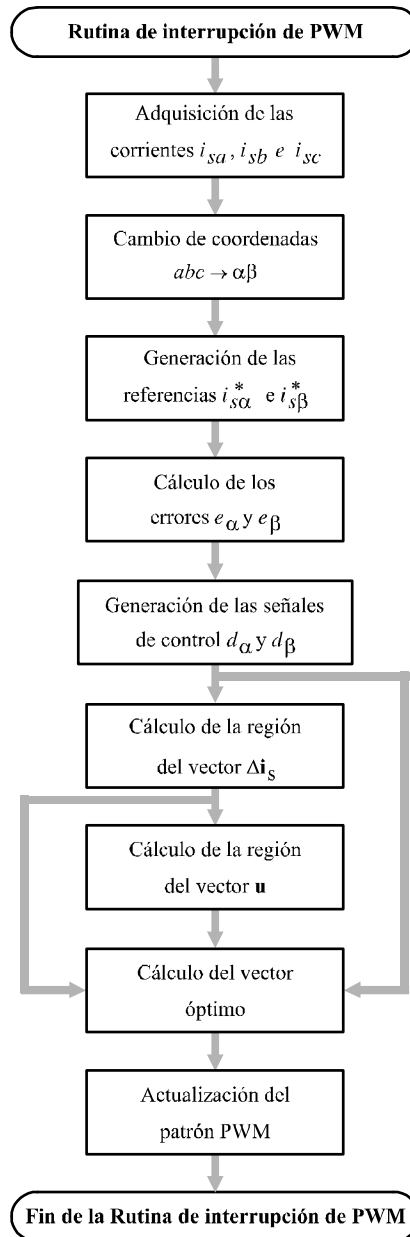 Rutina de interrupción de PWM
Adquisición de las
corrientes i_sa, i_sb e i_sc
Cambio de coordenadas
abc → αβ
Generación de las
referencias i*_sα e i*_sβ
Cálculo de los
errores e_α y e_β
Generación de las señales
de control d_α y d_β
Cálculo de la región
del vector Δi_s
Cálculo de la región
del vector u
Cálculo del vector
óptimo
Actualización del
patrón PWM
Fin de la Rutina de interrupción de PWM